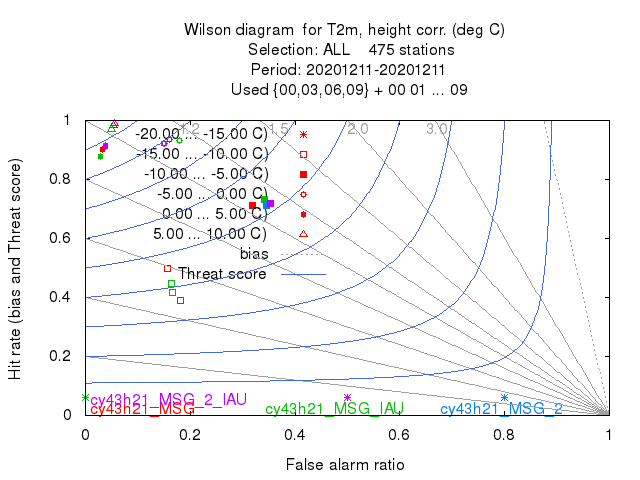 Wilson diagram for T2m, height corr. (deg C)
Selection: ALL 475 stations
Period: 20201211-20201211
Used {00,03,06,09} + 00 01 ... 09
1.2 1.5 2.0 3.0
-20.00 ... -15.00 C)
-15.00 ... -10.00 C)
-10.00 ... -5.00 C)
-5.00 ... 0.00 C)
0.00 ... 5.00 C)
5.00 ... 10.00 C)
bias
Threat score
1
0.8
0.6
0.4
0.2
0
Hit rate (bias and Threat score)
cy43h21_MSG_2_IAU
cy43h21_MSG
cy43h21_MSG_IAU
cy43h21_MSG_2
0 0.2 0.4 0.6 0.8 1
False alarm ratio